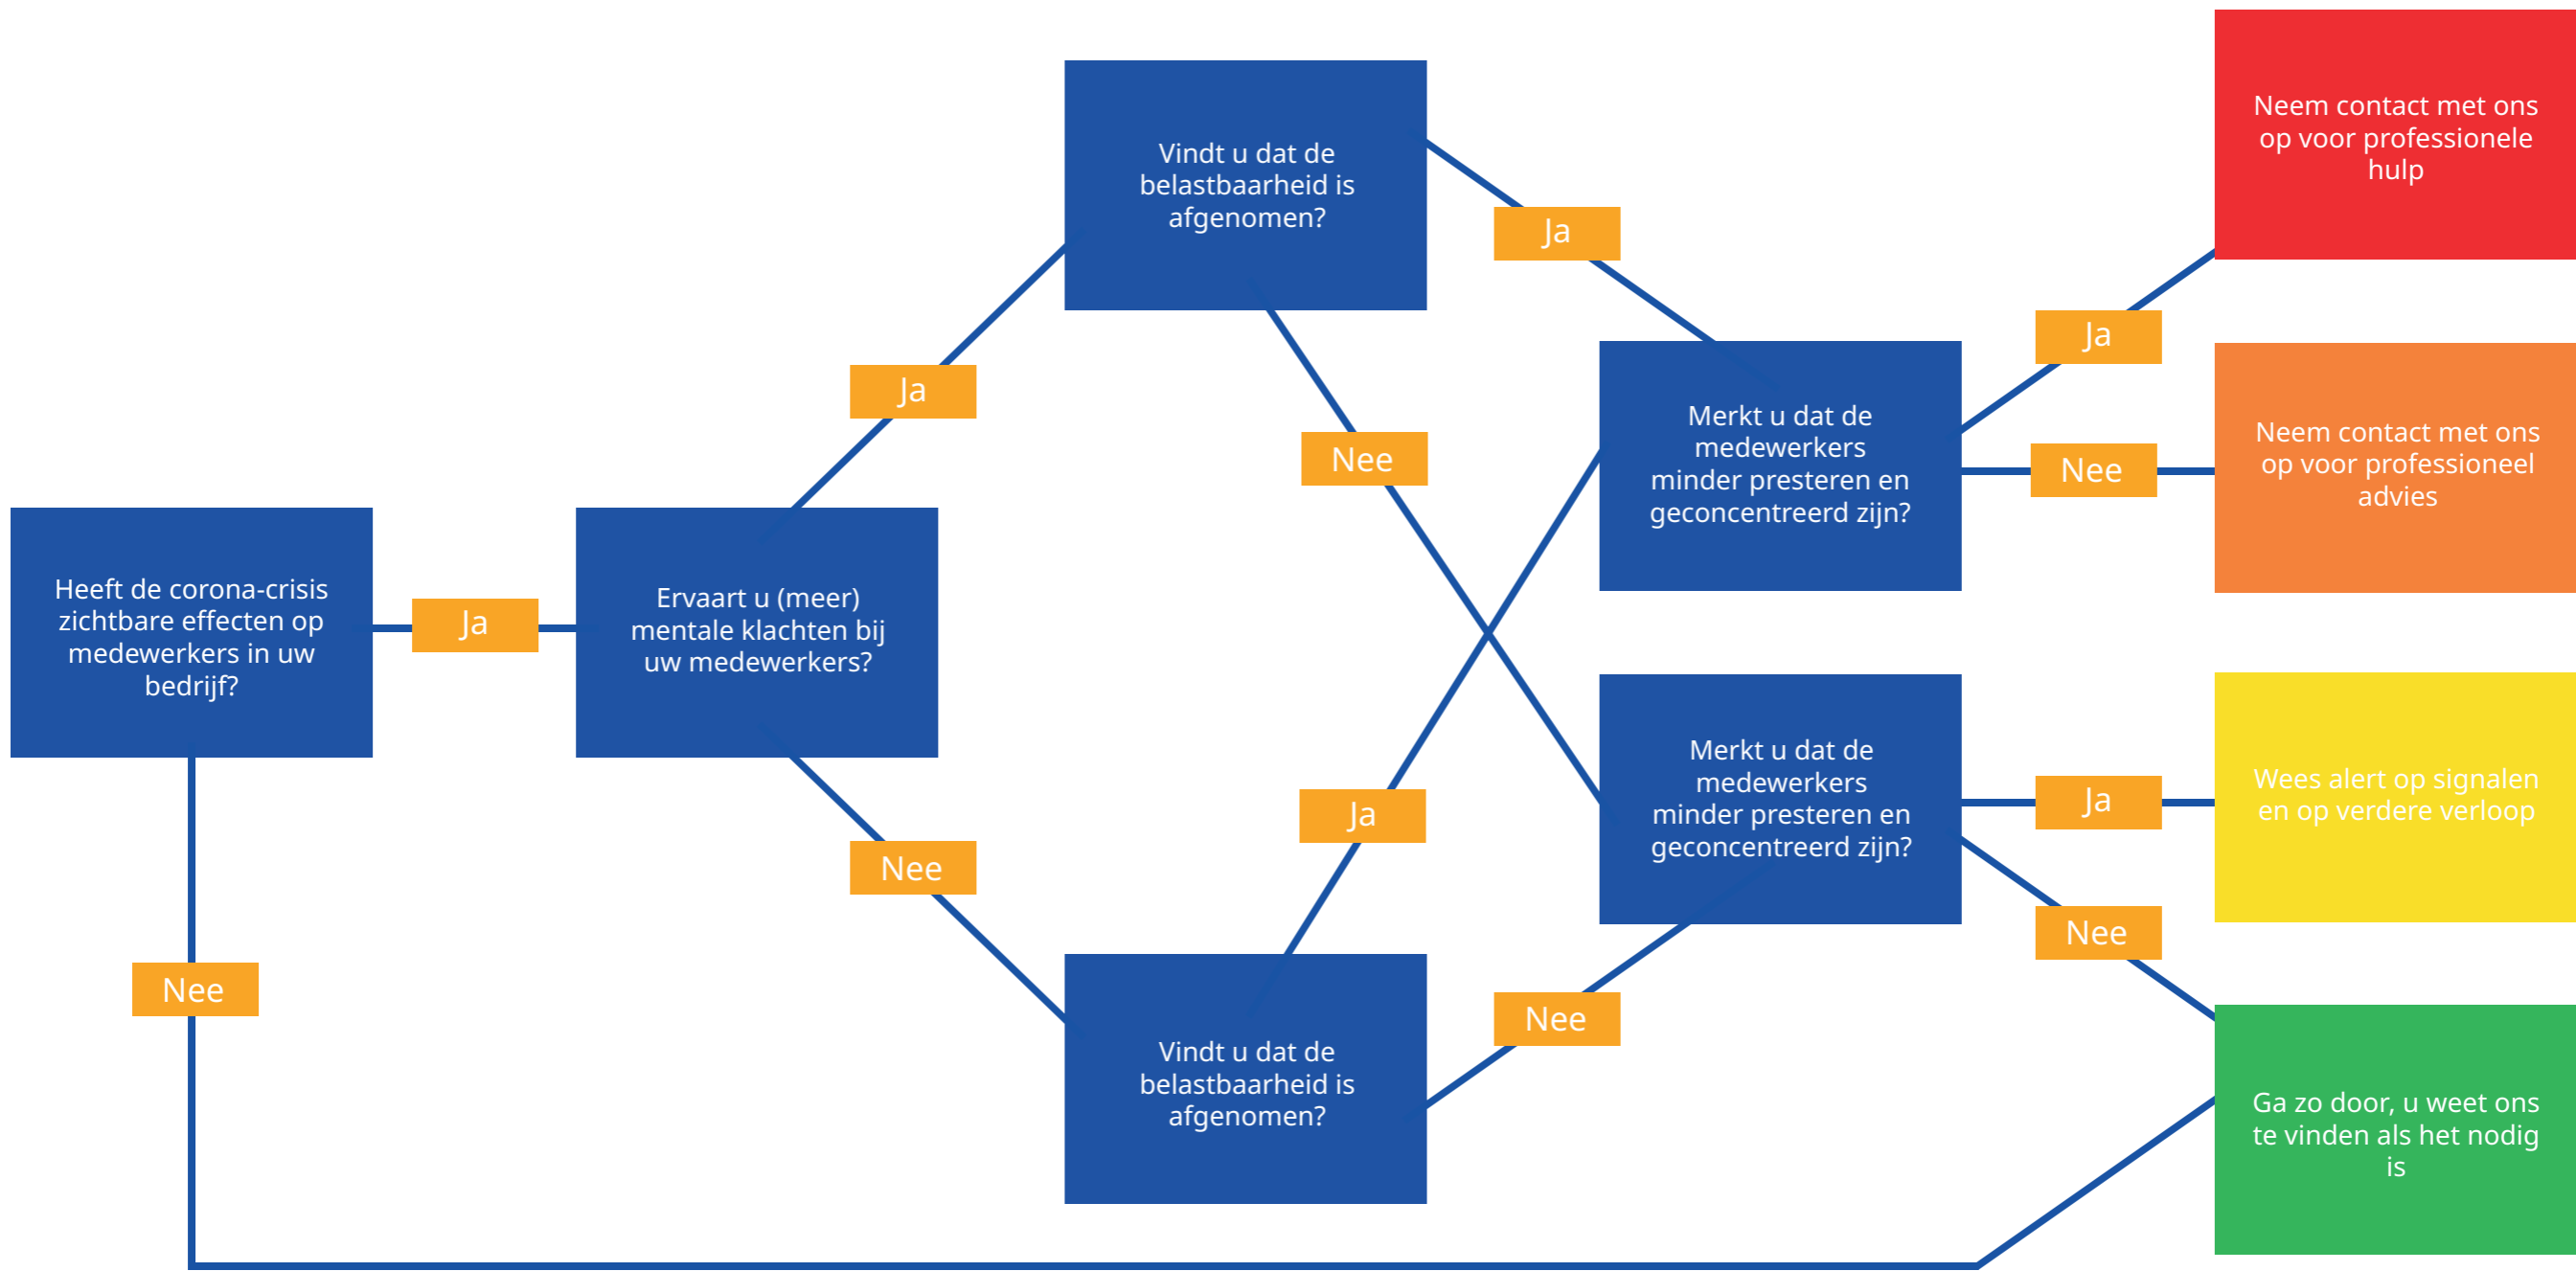 Heeft de corona-crisis
zichtbare effecten op
medewerkers in uw
bedrijf?
Ja
Nee
Ervaart u (meer)
mentale klachten bij
uw medewerkers?
Ja
Nee
Vindt u dat de
belastbaarheid is
afgenomen?
Ja
Nee
Vindt u dat de
belastbaarheid is
afgenomen?
Ja
Nee
Merkt u dat de
medewerkers
minder presteren en
geconcentreerd zijn?
Ja
Nee
Merkt u dat de
medewerkers
minder presteren en
geconcentreerd zijn?
Ja
Nee
Neem contact met ons
op voor professionele
hulp
Neem contact met ons
op voor professioneel
advies
Wees alert op signalen
en op verdere verloop
Ga zo door, u weet ons
te vinden als het nodig
is